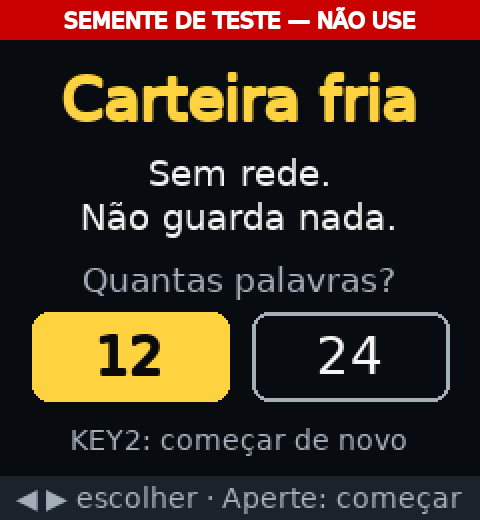 SEMENTE DE TESTE — NÃO USE
Carteira fria
Sem rede.
Não guarda nada.
Quantas palavras?
12 24
KEY2: começar de novo
◀ ▶ escolher · Aperte: começar